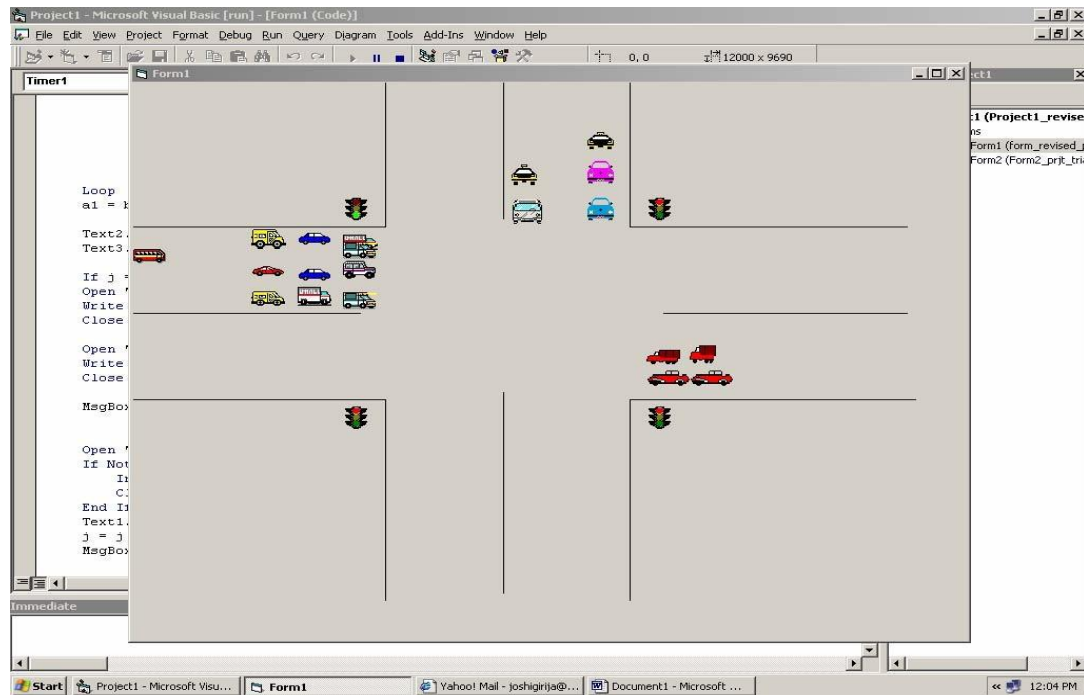 Project1 - Microsoft Visual Basic [run] - [Form1 (Code)]
File Edit View Project Format Debug Run Query Diagram Tools Add-Ins Window Help
0, 0 12000 x 9690
Timer1
Form1
Loop
a1 =
Text2.
Text3.
If j =
Open "
Write
Close
Open "
Write
Close
MsgBox
Open "
If Not
End If
Text1.
j = j
MsgBox
ect1
:1 (Project1_revise
ns
Form1 (form_revised_
Form2 (Form2_prjt_tri
Immediate
Start Project1 - Microsoft Visu... Form1 Yahoo! Mail - joshigirija@... Document1 - Microsoft ... « 12:04 PM